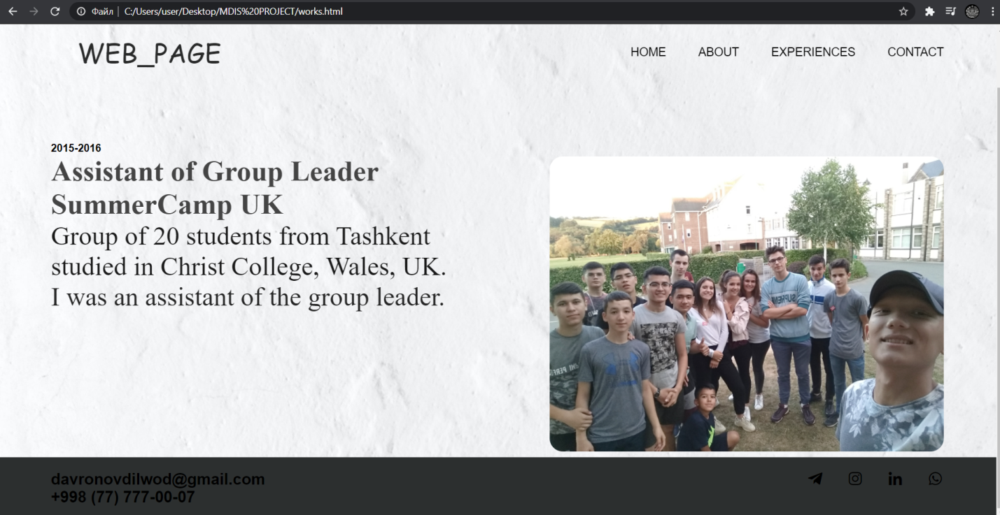 Файл C:/Users/user/Desktop/MDIS%20PROJECT/works.html
WEB_PAGE
HOME ABOUT EXPERIENCES CONTACT
2015-2016
Assistant of Group Leader
SummerCamp UK
Group of 20 students from Tashkent
studied in Christ College, Wales, UK.
I was an assistant of the group leader.
davronovdilwod@gmail.com
+998 (77) 777-00-07